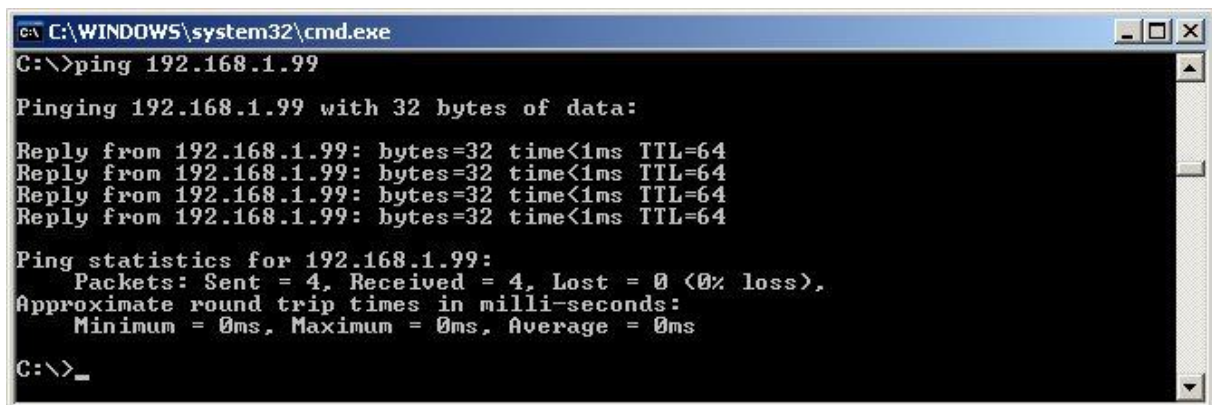 C:\WINDOWS\system32\cmd.exe
C:\>ping 192.168.1.99
Pinging 192.168.1.99 with 32 bytes of data:
Reply from 192.168.1.99: bytes=32 time<1ms TTL=64
Reply from 192.168.1.99: bytes=32 time<1ms TTL=64
Reply from 192.168.1.99: bytes=32 time<1ms TTL=64
Reply from 192.168.1.99: bytes=32 time<1ms TTL=64
Ping statistics for 192.168.1.99:
    Packets: Sent = 4, Received = 4, Lost = 0 (0% loss),
Approximate round trip times in milli-seconds:
    Minimum = 0ms, Maximum = 0ms, Average = 0ms
C:\>_